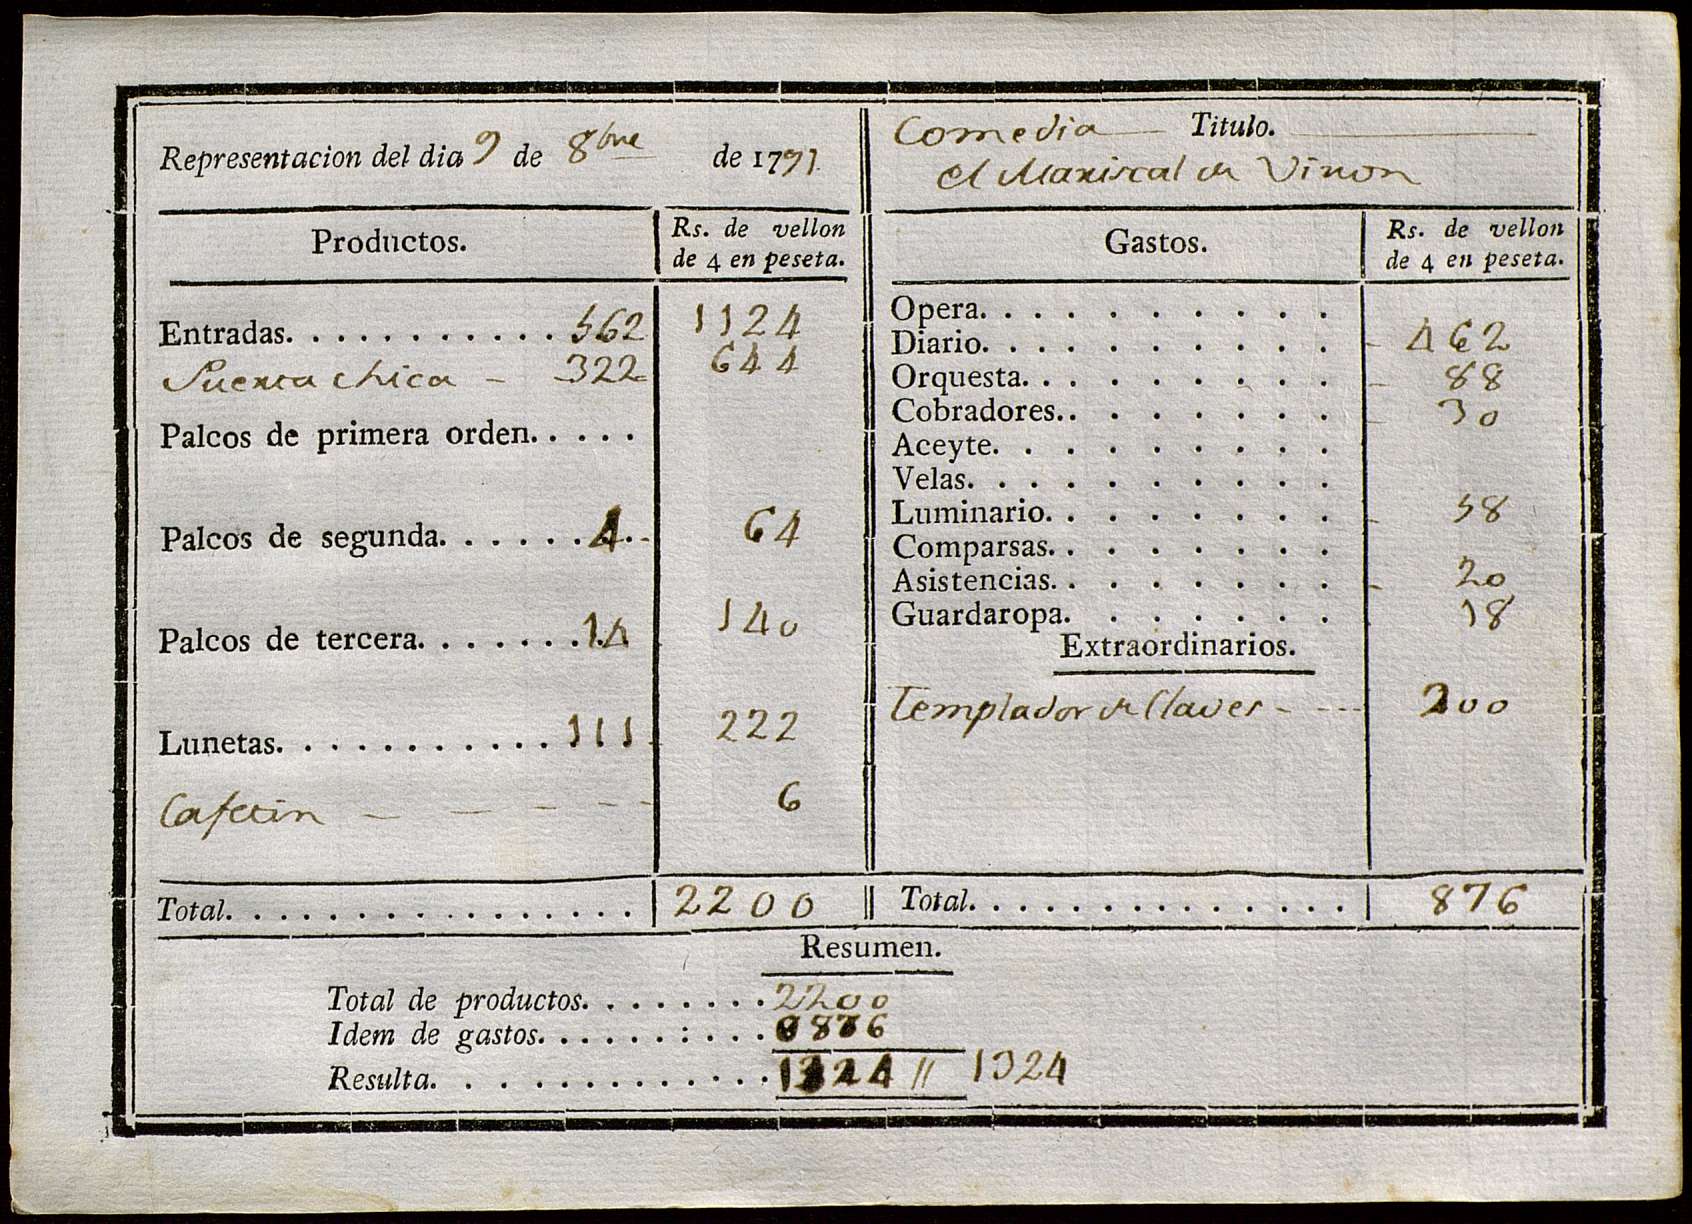 Representacion del dia 9 de 8bre de 1791
Comedia Titulo.
el Mariscal de Viron
Productos.
Rs. de vellon
de 4 en peseta.
Entradas. . . . . . . . . . . 562 1124
Puerta chica - 322 644
Palcos de primera orden. . . . .
Palcos de segunda. . . . . . . 4 64
Palcos de tercera. . . . . . . 14 140
Lunetas. . . . . . . . . . . 111 222
Cafetin - - - - - 6
Total. . . . . . . . . . . . . . . . 2200
Gastos.
Rs. de vellon
de 4 en peseta.
Opera. . . . . . . . . .
Diario. . . . . . . . . . 462
Orquesta. . . . . . . . . 88
Cobradores. . . . . . . . 30
Aceyte. . . . . . . . . .
Velas. . . . . . . . . .
Luminario. . . . . . . . 58
Comparsas. . . . . . . .
Asistencias. . . . . . . . 20
Guardaropa. . . . . . . 18
Extraordinarios.
Templador de Claves - - - - 200
Total. . . . . . . . . . . . . . 876
Resumen.
Total de productos. . . . . . . . 2200
Idem de gastos. . . . . . : . . . 0876
Resulta. . . . . . . . . . . . . 1324 // 1324